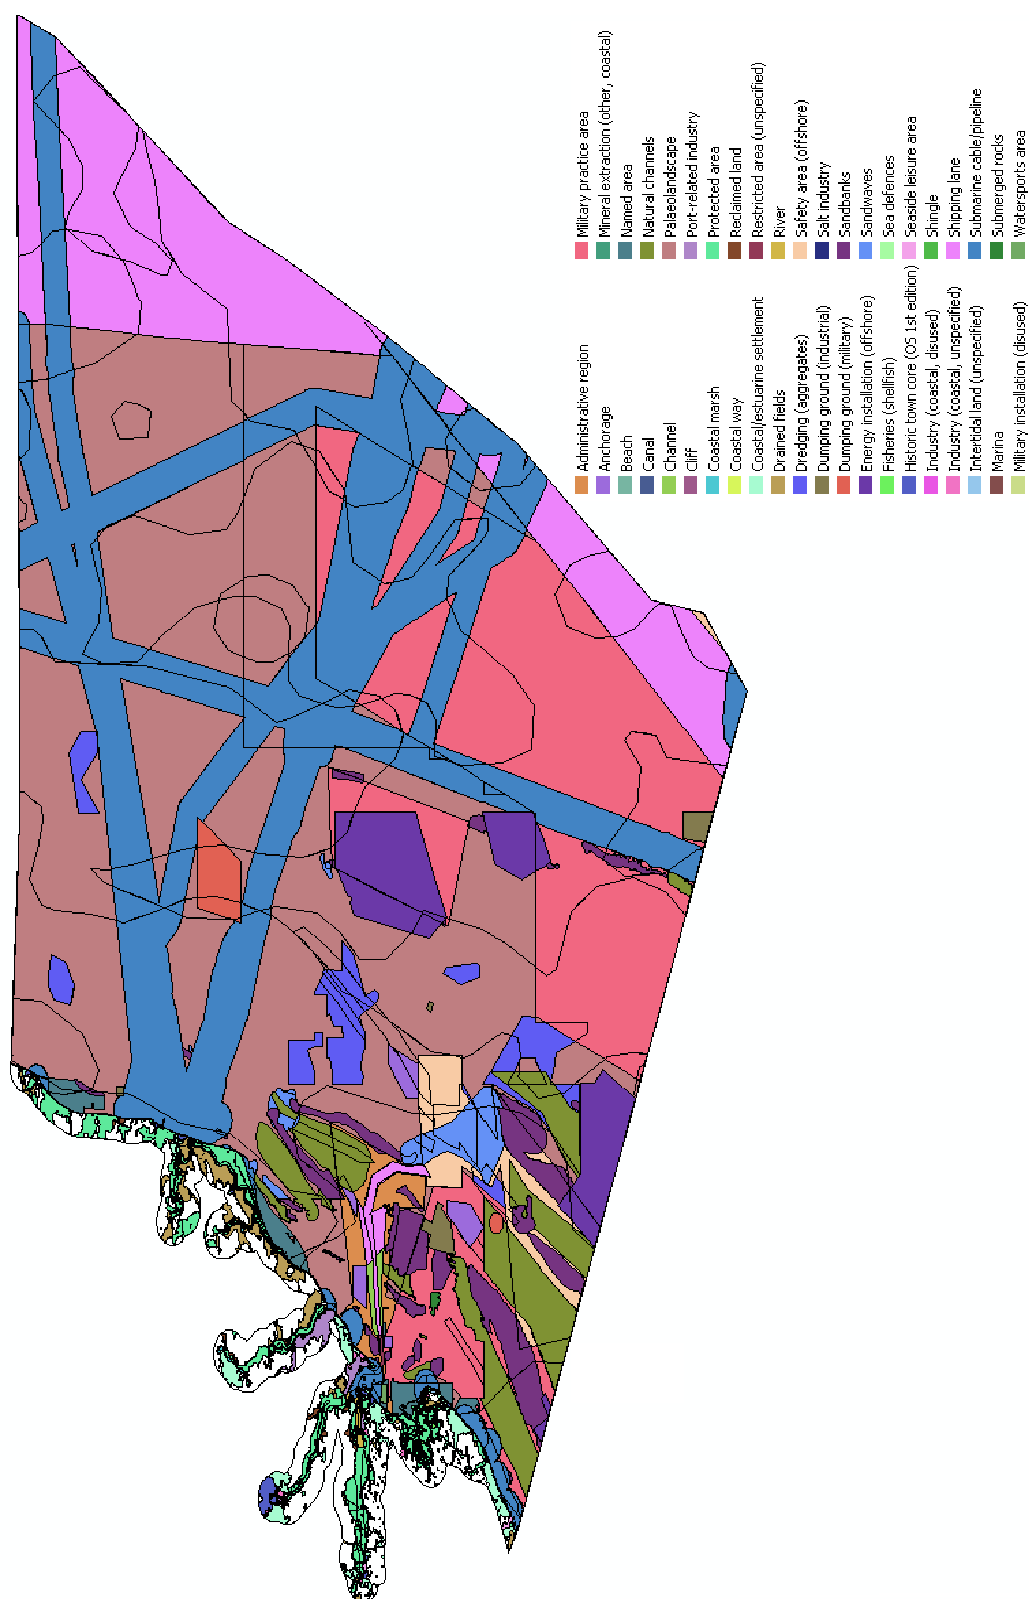 Administrative region
Anchorage
Beach
Canal
Channel
Cliff
Coastal marsh
Coastal way
Coastal/estuarine settlement
Drained fields
Dredging (aggregates)
Dumping ground (industrial)
Dumping ground (military)
Energy installation (offshore)
Fisheries (shellfish)
Historic town core (OS 1st edition)
Industry (coastal, disused)
Industry (coastal, unspecified)
Intertidal land (unspecified)
Marina
Military installation (disused)
Military practice area
Mineral extraction (other, coastal)
Named area
Natural channels
Palaeolandscape
Port-related industry
Protected area
Reclaimed land
Restricted area (unspecified)
River
Safety area (offshore)
Salt industry
Sandbanks
Sandwaves
Sea defences
Seaside leisure area
Shingle
Shipping lane
Submarine cable/pipeline
Submerged rocks
Watersports area